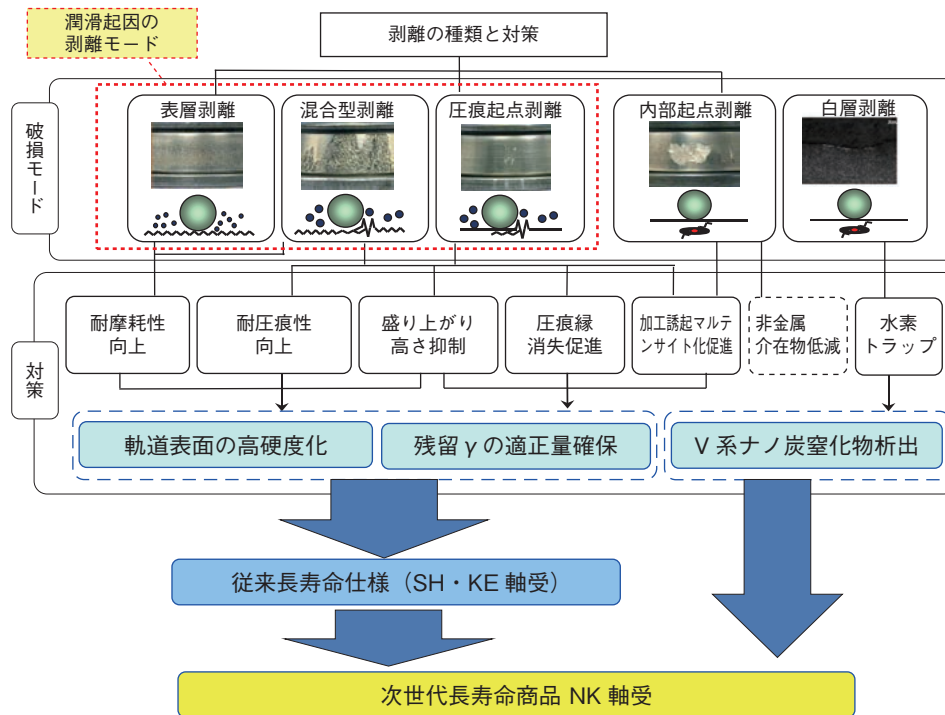 潤滑起因の
剥離モード
剥離の種類と対策
破損モード
表層剥離
混合型剥離
圧痕起点剥離
内部起点剥離
白層剥離
対策
耐摩耗性
向上
耐圧痕性
向上
盛り上がり
高さ抑制
圧痕縁
消失促進
加工誘起マルテ
ンサイト化促進
非金属
介在物低減
水素
トラップ
軌道表面の高硬度化
残留γの適正量確保
V系ナノ炭窒化物析出
従来長寿命仕様（SH・KE軸受）
次世代長寿命商品 NK 軸受